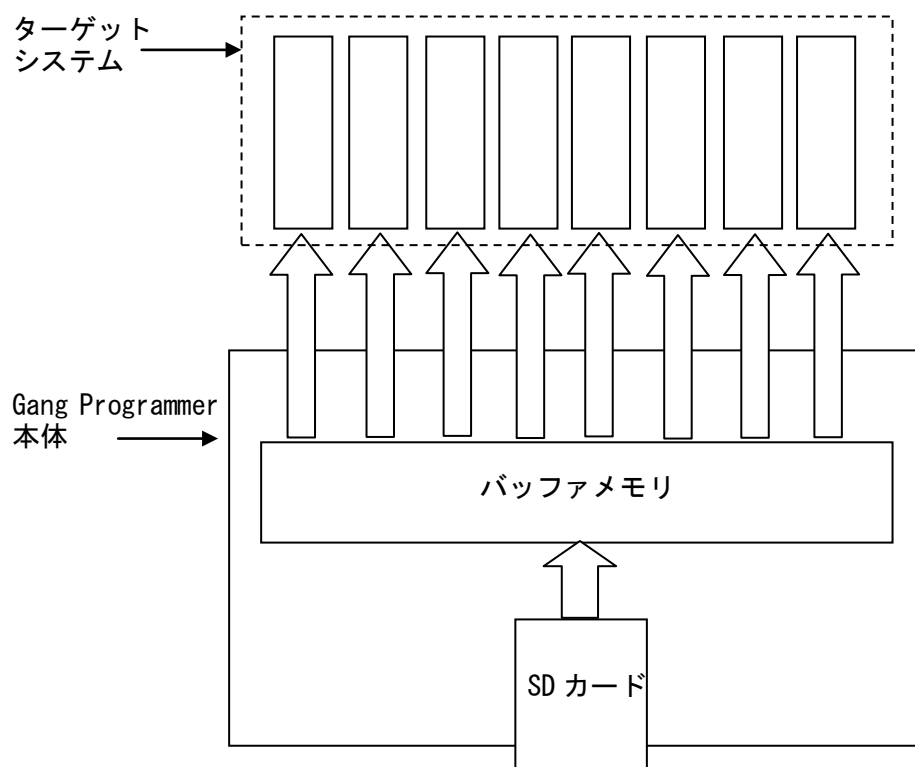 ターゲット
システム
Gang Programmer
本体
バッファメモリ
SD カード